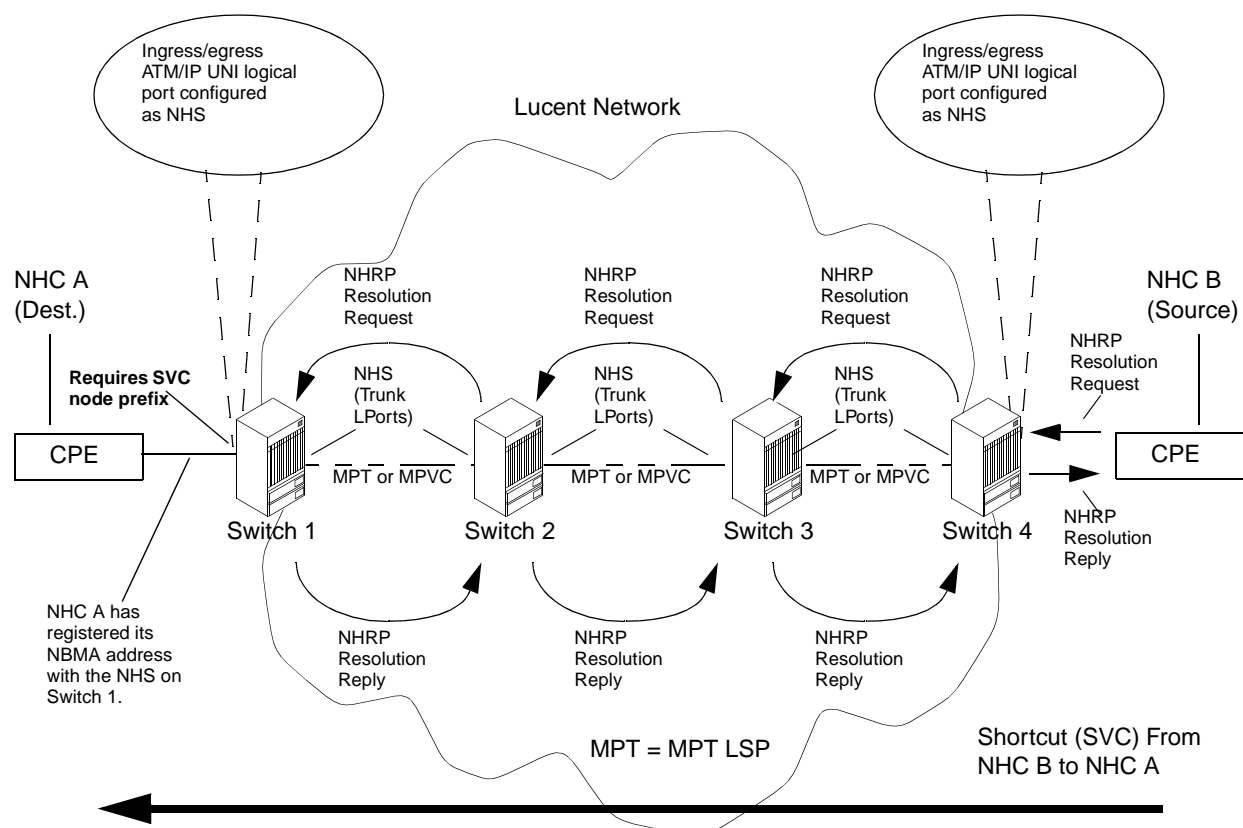 Ingress/egress
ATM/IP UNI logical
port configured
as NHS
Ingress/egress
ATM/IP UNI logical
port configured
as NHS
Lucent Network
NHC A
(Dest.)
NHRP
Resolution
Request
NHRP
Resolution
Request
NHRP
Resolution
Request
NHC B
(Source)
NHRP
Resolution
Request
Requires SVC
node prefix
NHS
(Trunk
LPorts)
NHS
(Trunk
LPorts)
NHS
(Trunk
LPorts)
CPE
CPE
MPT or MPVC
MPT or MPVC
MPT or MPVC
Switch 1
Switch 2
Switch 3
Switch 4
NHRP
Resolution
Reply
NHC A has
registered its
NBMA address
with the NHS on
Switch 1.
NHRP
Resolution
Reply
NHRP
Resolution
Reply
NHRP
Resolution
Reply
MPT = MPT LSP
Shortcut (SVC) From
NHC B to NHC A